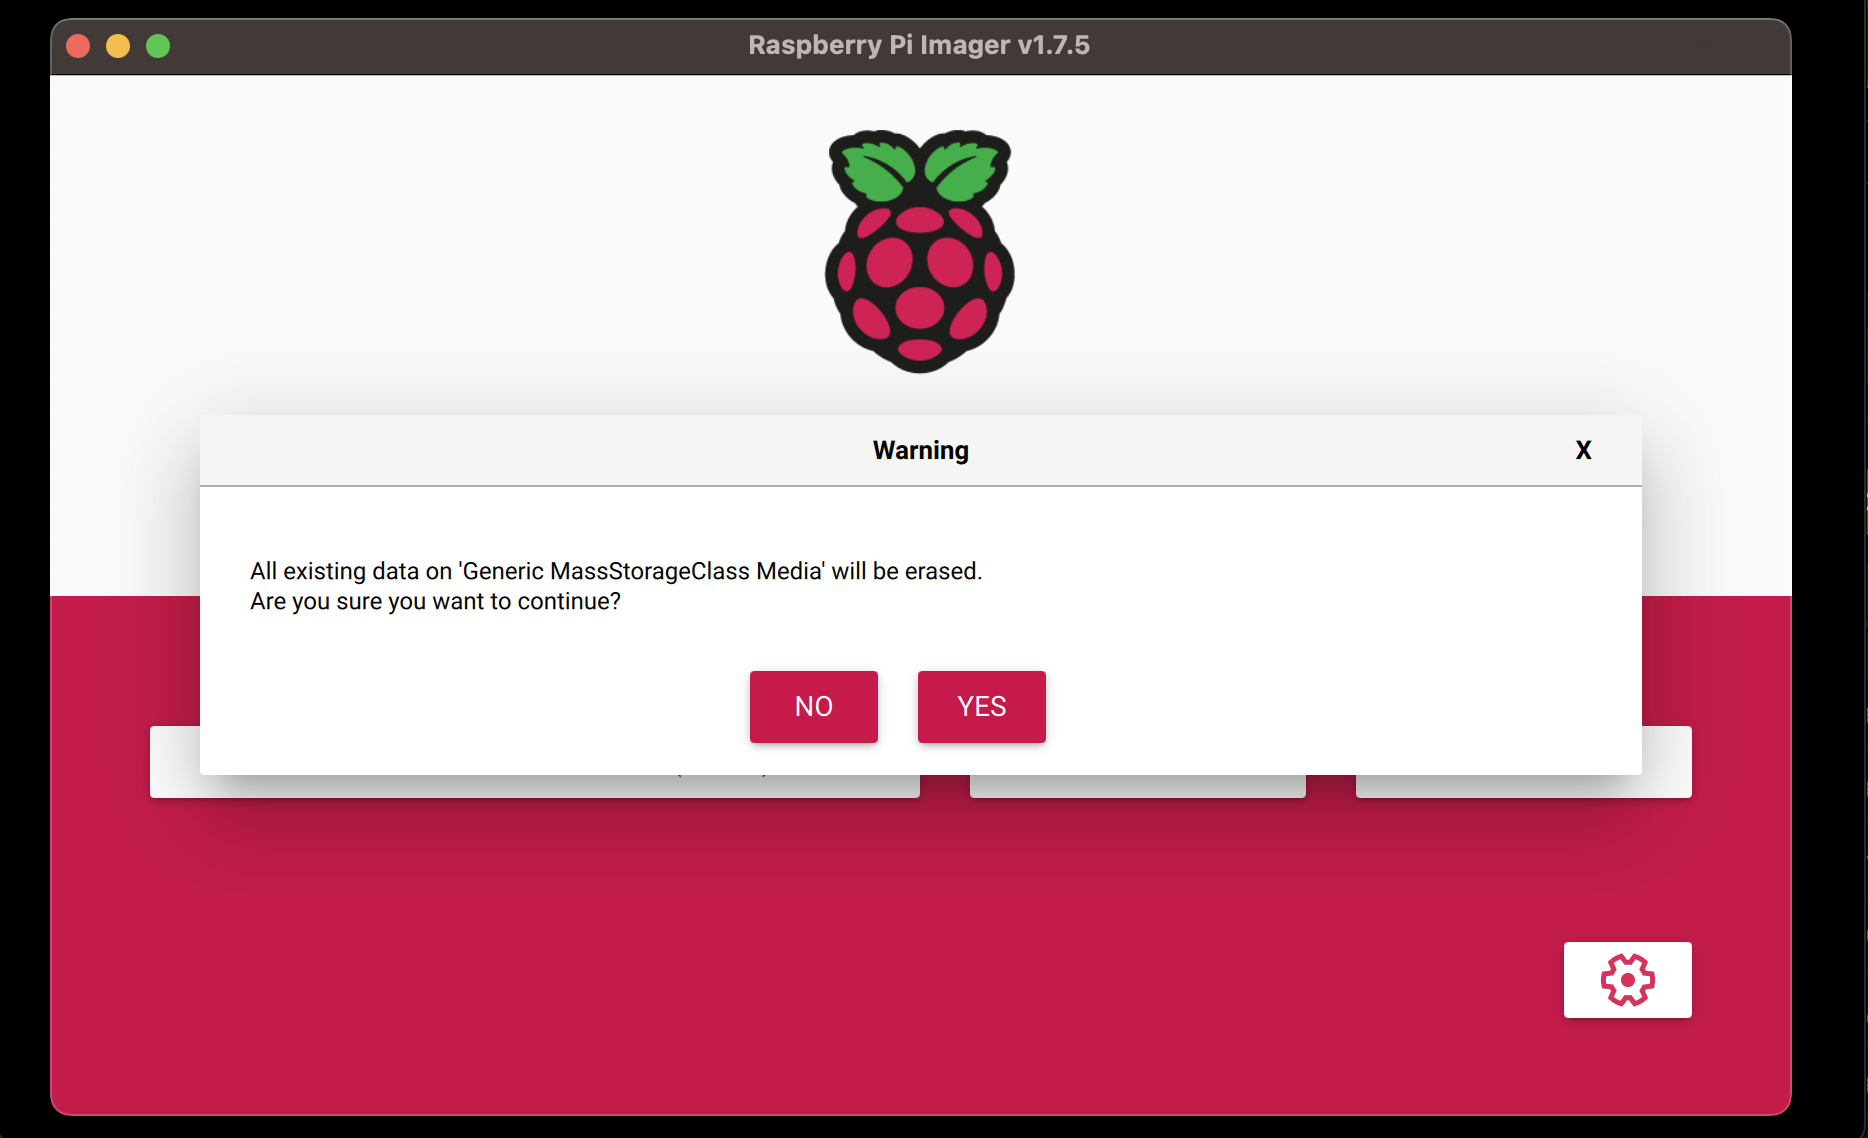 Raspberry Pi Imager v1.7.5
Warning
X
All existing data on 'Generic MassStorageClass Media' will be erased.
Are you sure you want to continue?
NO
YES